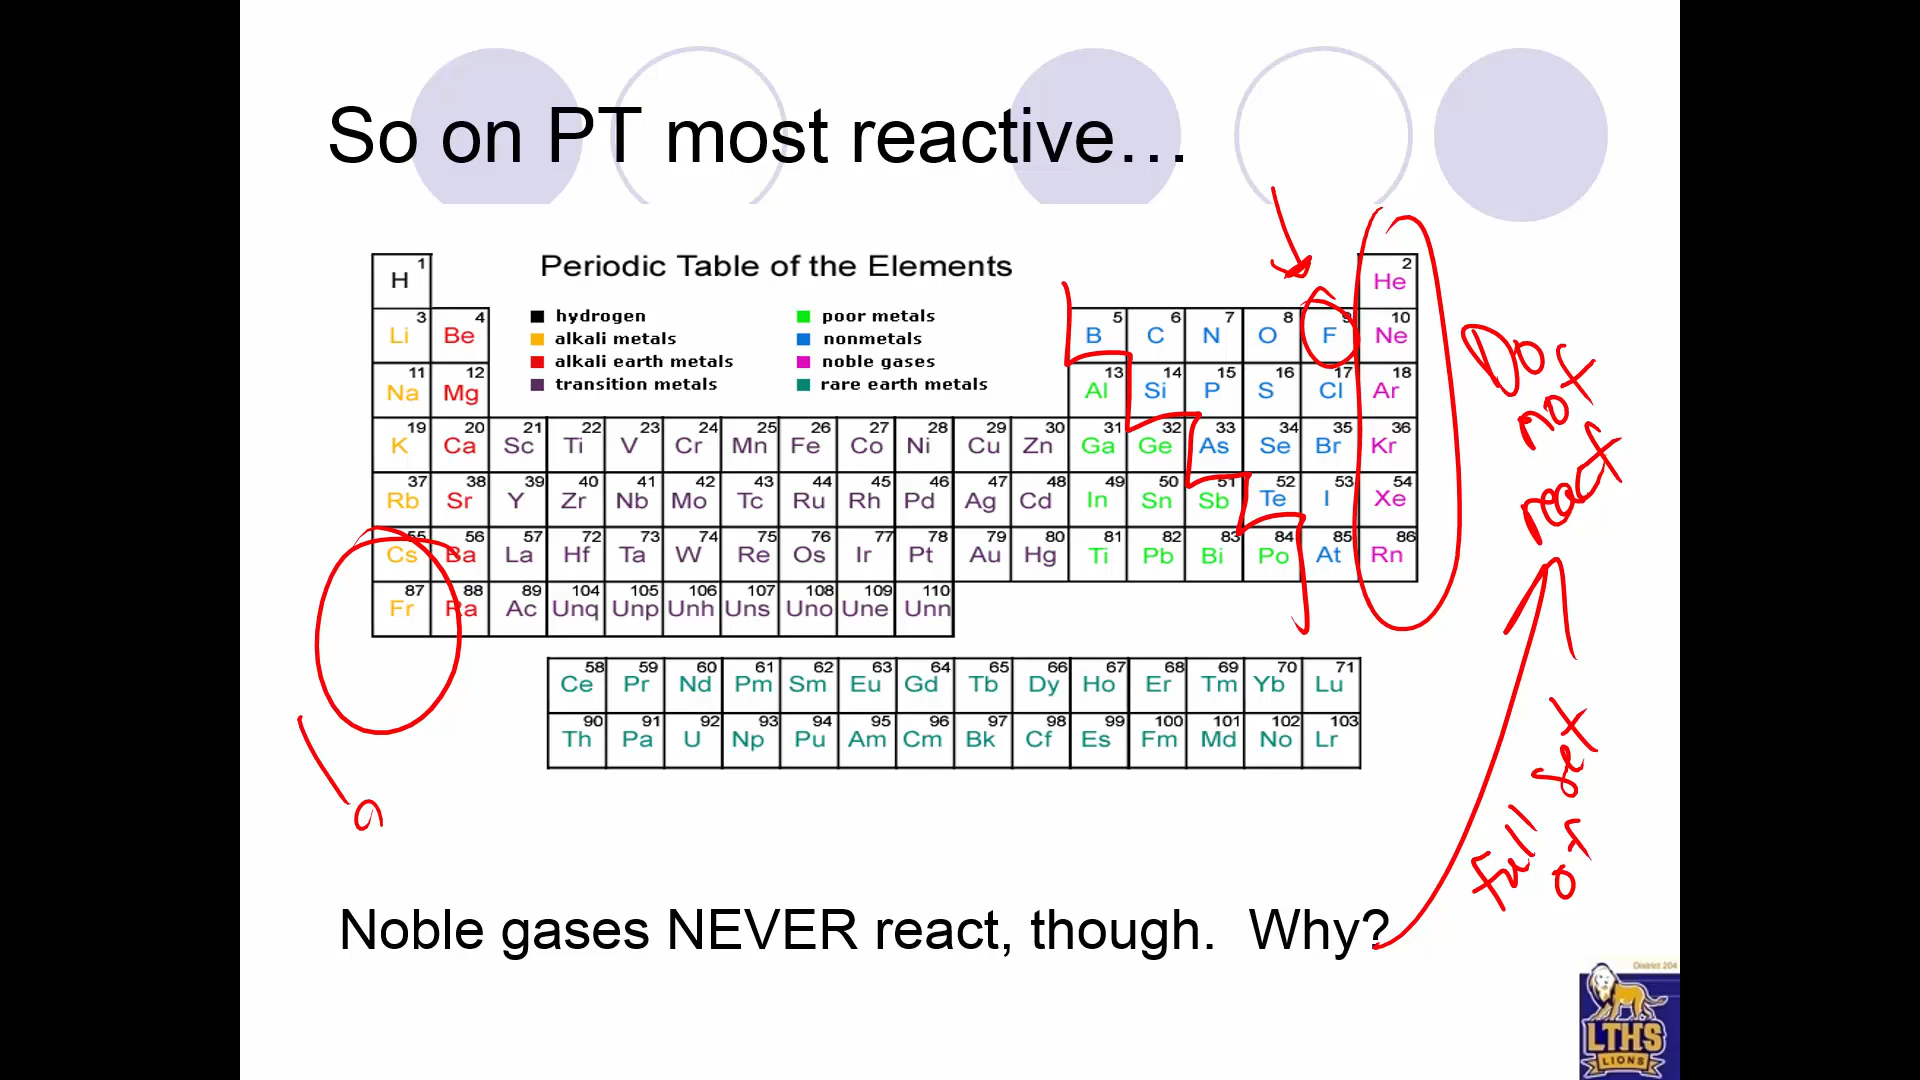 So on PT most reactive…
Periodic Table of the Elements
hydrogen
alkali metals
alkali earth metals
transition metals
poor metals
nonmetals
noble gases
rare earth metals
1 H 2 He
3 Li 4 Be 5 B 6 C 7 N 8 O 9 F 10 Ne
11 Na 12 Mg 13 Al 14 Si 15 P 16 S 17 Cl 18 Ar
19 K 20 Ca 21 Sc 22 Ti 23 V 24 Cr 25 Mn 26 Fe 27 Co 28 Ni 29 Cu 30 Zn 31 Ga 32 Ge 33 As 34 Se 35 Br 36 Kr
37 Rb 38 Sr 39 Y 40 Zr 41 Nb 42 Mo 43 Tc 44 Ru 45 Rh 46 Pd 47 Ag 48 Cd 49 In 50 Sn 51 Sb 52 Te 53 I 54 Xe
55 Cs 56 Ba 57 La 72 Hf 73 Ta 74 W 75 Re 76 Os 77 Ir 78 Pt 79 Au 80 Hg 81 Ti 82 Pb 83 Bi 84 Po 85 At 86 Rn
87 Fr 88 Ra 89 Ac 104 Unq 105 Unp 106 Unh 107 Uns 108 Uno 109 Une 110 Unn
58 Ce 59 Pr 60 Nd 61 Pm 62 Sm 63 Eu 64 Gd 65 Tb 66 Dy 67 Ho 68 Er 69 Tm 70 Yb 71 Lu
90 Th 91 Pa 92 U 93 Np 94 Pu 95 Am 96 Cm 97 Bk 98 Cf 99 Es 100 Fm 101 Md 102 No 103 Lr
Do
not
react
full set
of
Noble gases NEVER react, though. Why?
District 204
LTHS
LIONS